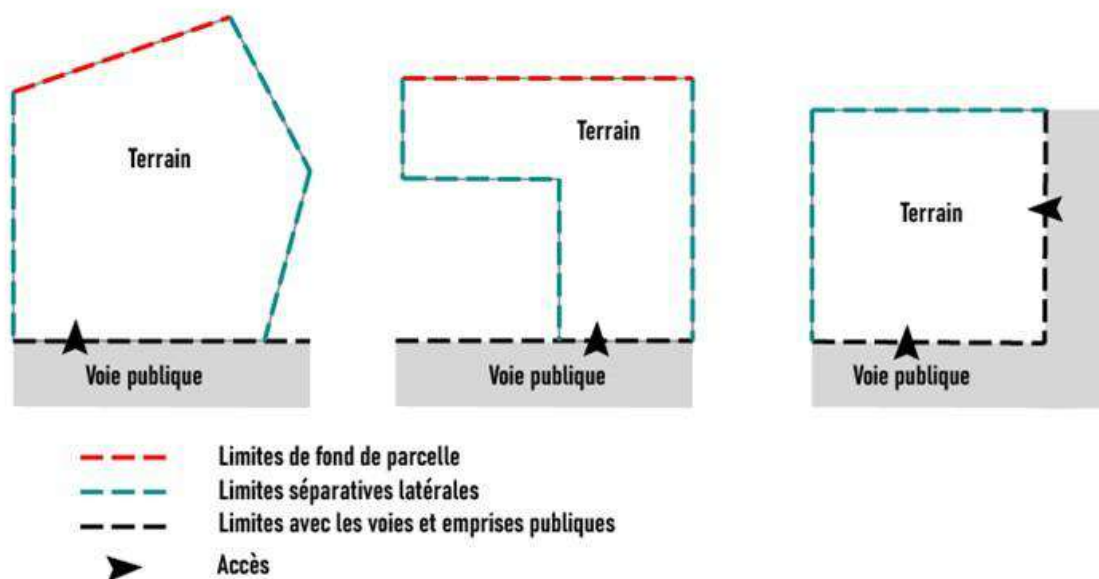 Terrain
Terrain
Terrain
Voie publique
Voie publique
Voie publique
Limites de fond de parcelle
Limites séparatives latérales
Limites avec les voies et emprises publiques
Accès